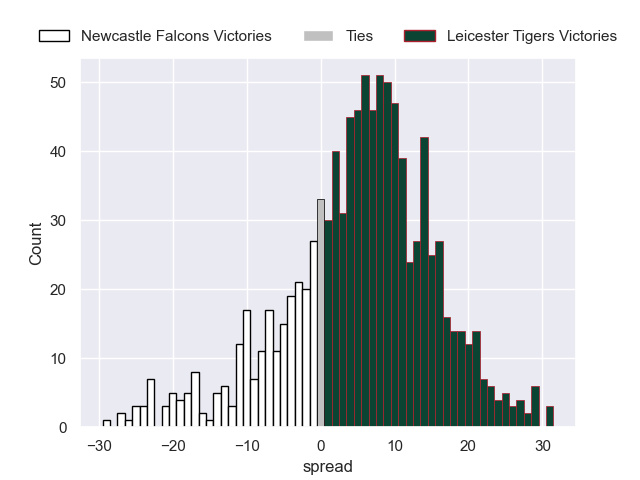 Newcastle Falcons Victories Ties Leicester Tigers Victories
50
40
30
20
10
0
Count
−30 −20 −10 0 10 20 30
spread